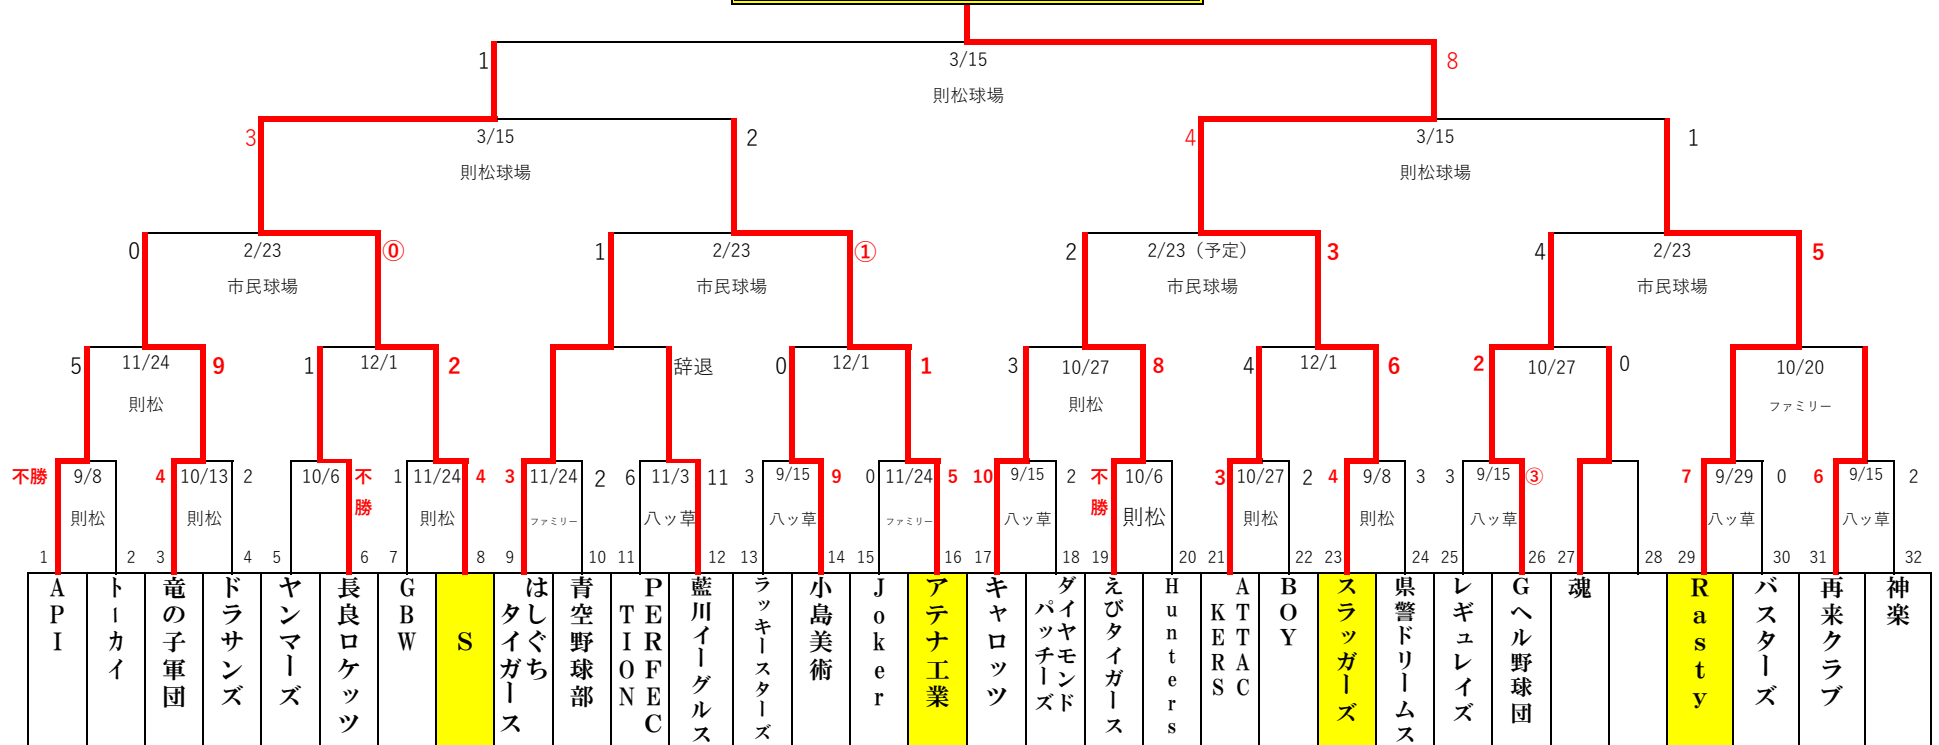 1 3/15 8
則松球場
3 3/15 2 4 3/15 1
則松球場 則松球場
0 2/23 ⓪ 1 2/23 ① 2 2/23（予定） 3 4 2/23 5
市民球場 市民球場 市民球場 市民球場
5 11/24 9 1 12/1 2 辞退 0 12/1 1 3 10/27 8 4 12/1 6 2 10/27 0 10/20
則松 則松 ファミリー
不勝 9/8 4 10/13 2 10/6 不勝 1 11/24 4 3 11/24 2 6 11/3 11 3 9/15 9 0 11/24 5 10 9/15 2 不勝 10/6 3 10/27 2 4 9/8 3 3 9/15 ③ 7 9/29 0 6 9/15 2
則松 則松 則松 ファミリー 八ッ草 八ッ草 ファミリー 八ッ草 則松 則松 則松 八ッ草 八ッ草 八ッ草
1 2 3 4 5 6 7 8 9 10 11 12 13 14 15 16 17 18 19 20 21 22 23 24 25 26 27 28 29 30 31 32
API
トーカイ
竜の子軍団
ドラサンズ
ヤンマーズ
長良ロケッツ
GBW
S
はしぐち
タイガース
青空野球部
PERFEC
TION
藍川イーグルス
ラッキースターズ
小島美術
Joker
アテナ工業
キャロッツ
ダイヤモンド
パッチーズ
えびタイガース
Hunters
ATTAC
KERS
BOY
スラッガーズ
県警ドリームス
レギュレイズ
Gヘル野球団
魂
Rasty
バスターズ
再来クラブ
神楽